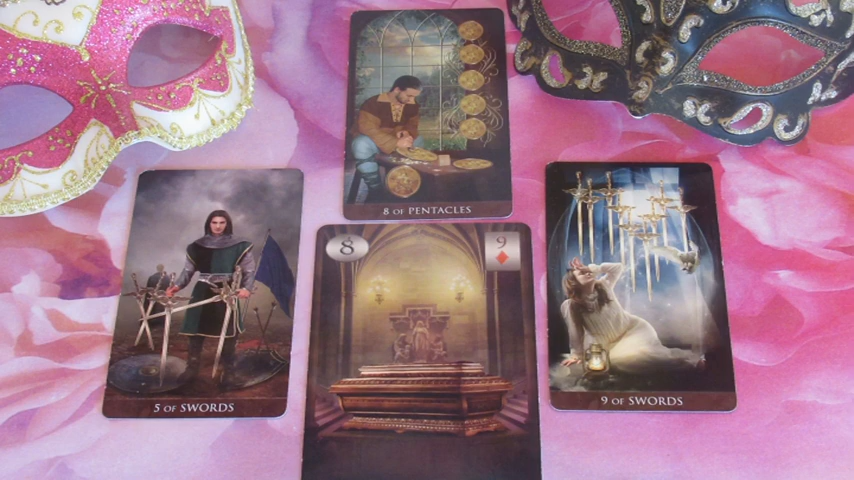 8 OF PENTACLES
8
9
5 OF SWORDS
9 OF SWORDS